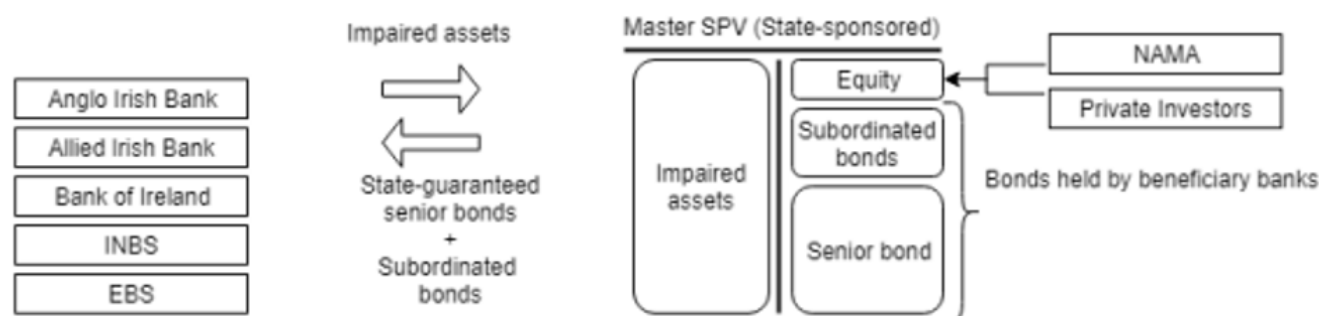 Anglo Irish Bank
Allied Irish Bank
Bank of Ireland
INBS
EBS
Impaired assets
State-guaranteed
senior bonds
+
Subordinated
bonds
Master SPV (State-sponsored)
Impaired
assets
Equity
Subordinated
bonds
Senior bond
NAMA
Private Investors
Bonds held by beneficiary banks